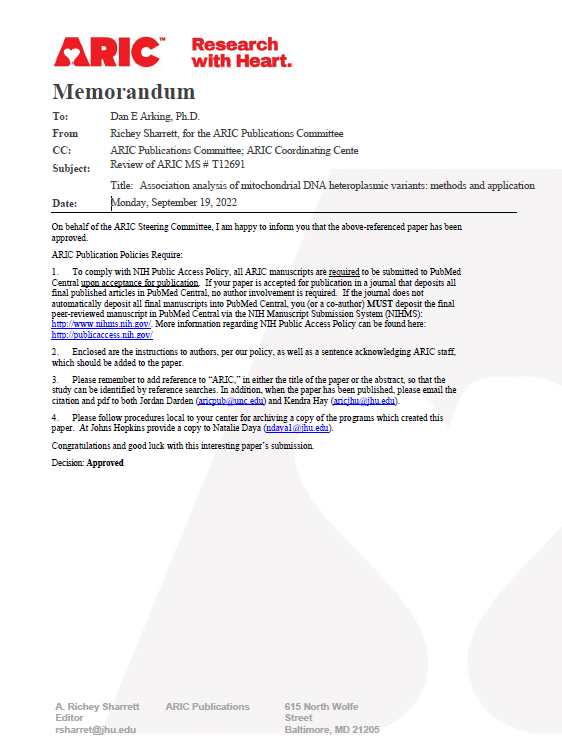 ARIC™ Research
with Heart.
Memorandum
To: Dan E Arking, Ph.D.
From Richey Sharrett, for the ARIC Publications Committee
CC: ARIC Publications Committee; ARIC Coordinating Cente
Subject: Review of ARIC MS # T12691
Title: Association analysis of mitochondrial DNA heteroplasmic variants: methods and application
Date: Monday, September 19, 2022
On behalf of the ARIC Steering Committee, I am happy to inform you that the above-referenced paper has been
approved.
ARIC Publication Policies Require:
1. To comply with NIH Public Access Policy, all ARIC manuscripts are required to be submitted to PubMed
Central upon acceptance for publication. If your paper is accepted for publication in a journal that deposits all
final published articles in PubMed Central, no author involvement is required. If the journal does not
automatically deposit all final manuscripts into PubMed Central, you (or a co-author) MUST deposit the final
peer-reviewed manuscript in PubMed Central via the NIH Manuscript Submission System (NIHMS):
http://www.nihms.nih.gov/. More information regarding NIH Public Access Policy can be found here:
http://publicaccess.nih.gov/
2. Enclosed are the instructions to authors, per our policy, as well as a sentence acknowledging ARIC staff,
which should be added to the paper.
3. Please remember to add reference to “ARIC,” in either the title of the paper or the abstract, so that the
study can be identified by reference searches. In addition, when the paper has been published, please email the
citation and pdf to both Jordan Darden (aricpub@unc.edu) and Kendra Hay (aricjhu@jhu.edu).
4. Please follow procedures local to your center for archiving a copy of the programs which created this
paper. At Johns Hopkins provide a copy to Natalie Daya (ndaya1@jhu.edu).
Congratulations and good luck with this interesting paper’s submission.
Decision: Approved
A. Richey Sharrett ARIC Publications 615 North Wolfe
Editor Street
rsharret@jhu.edu Baltimore, MD 21205